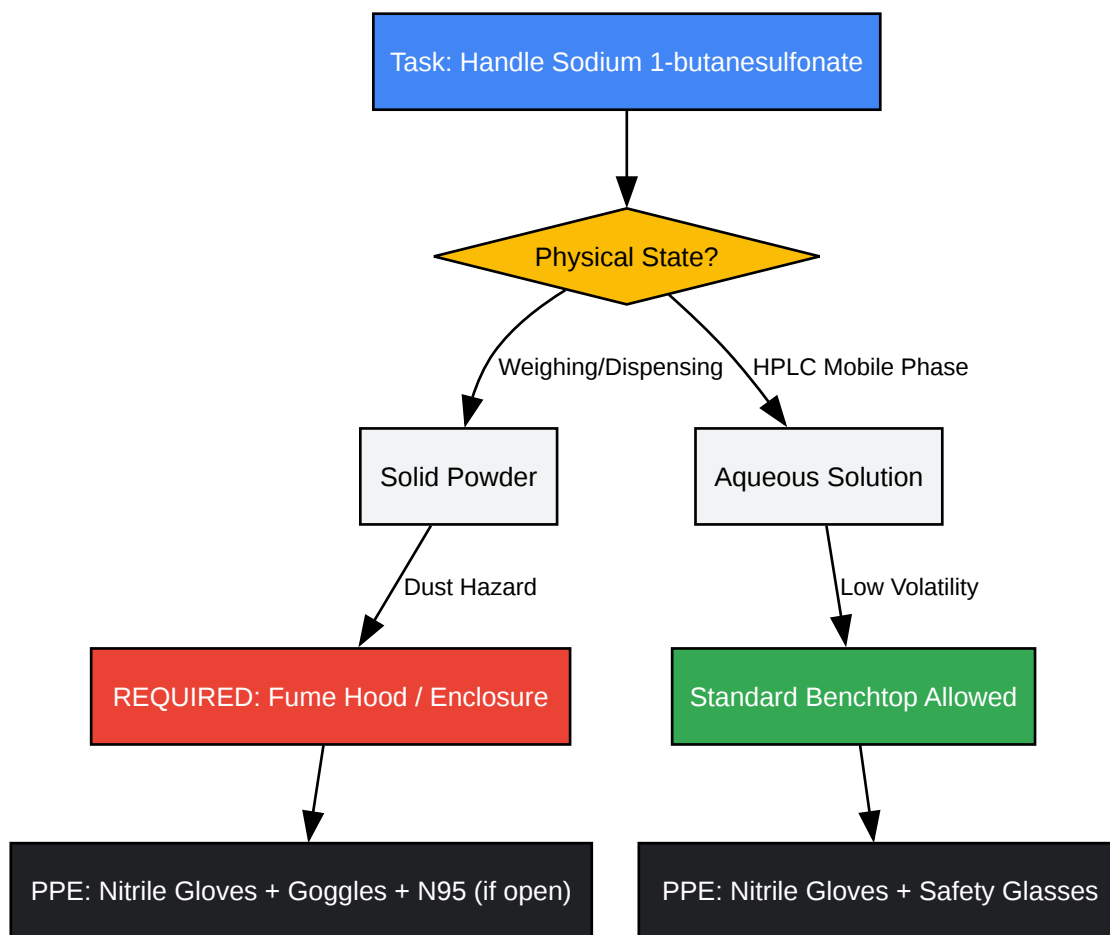 Task: Handle Sodium 1-butanesulfonate
Physical State?
Weighing/Dispensing
HPLC Mobile Phase
Solid Powder
Aqueous Solution
Dust Hazard
Low Volatility
REQUIRED: Fume Hood / Enclosure
Standard Benchtop Allowed
PPE: Nitrile Gloves + Goggles + N95 (if open)
PPE: Nitrile Gloves + Safety Glasses